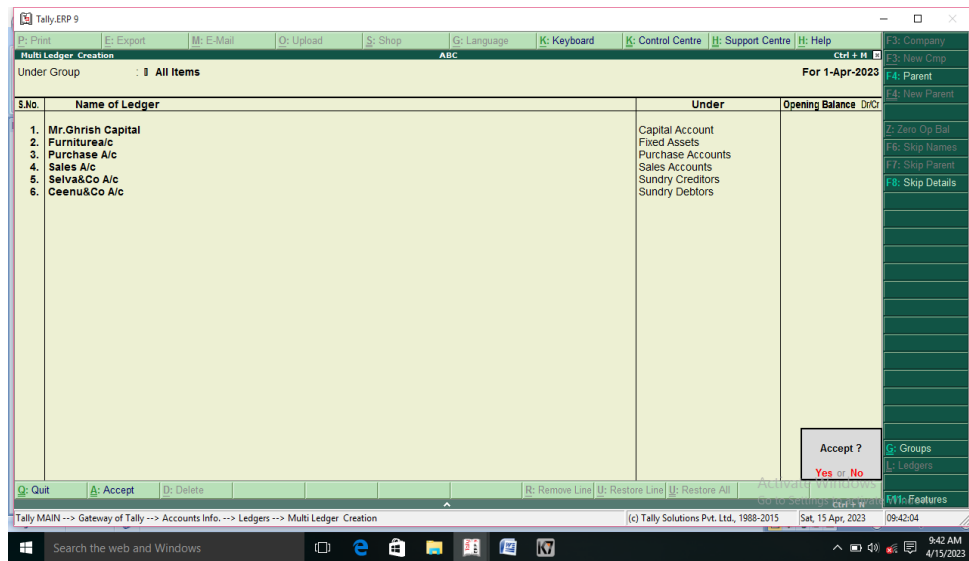 Tally.ERP 9
P: Print E: Export M: E-Mail O: Upload S: Shop G: Language K: Keyboard K: Control Centre H: Support Centre H: Help F3: Company
Multi Ledger Creation ABC Ctrl + M F3: New Cmp
Under Group : All Items For 1-Apr-2023 F4: Parent
F4: New Parent
S.No. Name of Ledger Under Opening Balance Dr/Cr
1. Mr.Ghrish Capital Capital Account Z: Zero Op Bal
2. Furniturea/c Fixed Assets F6: Skip Names
3. Purchase A/c Purchase Accounts F7: Skip Parent
4. Sales A/c Sales Accounts
5. Selva&Co A/c Sundry Creditors F8: Skip Details
6. Ceenu&Co A/c Sundry Debtors
Accept ? G: Groups
Yes or No L: Ledgers
Q: Quit A: Accept D: Delete R: Remove Line U: Restore Line U: Restore All Activate Windows
Go to Settings to Ctrl + N F11: Features
Tally MAIN --> Gateway of Tally --> Accounts Info. --> Ledgers --> Multi Ledger Creation (c) Tally Solutions Pvt. Ltd., 1988-2015 Sat, 15 Apr, 2023 09:42:04
Search the web and Windows 9:42 AM
4/15/2023